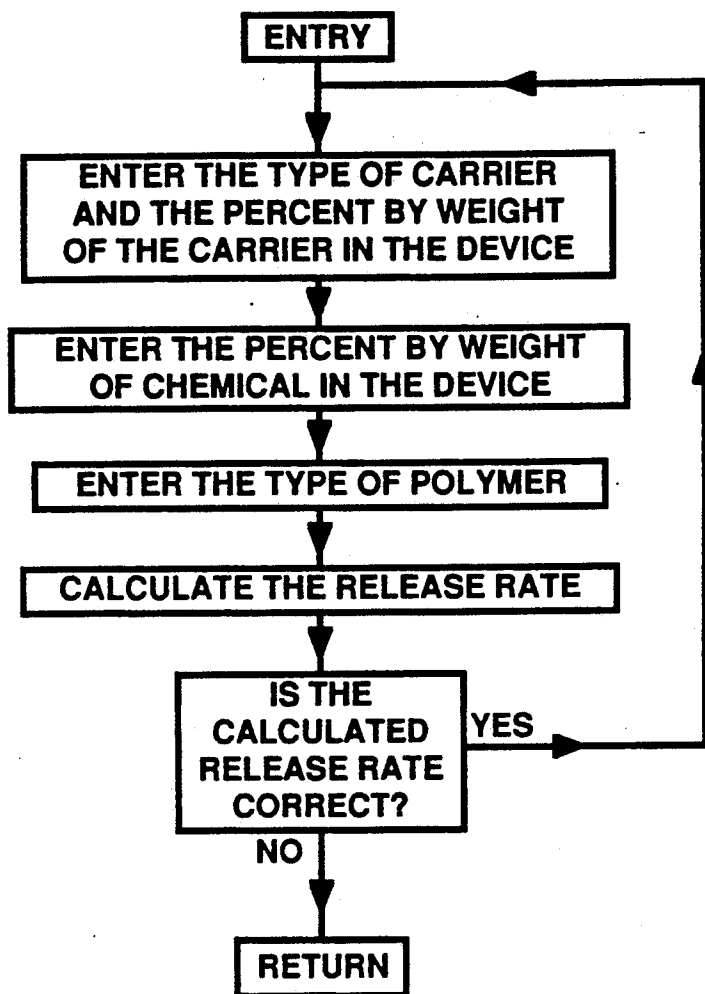 ENTRY
ENTER THE TYPE OF CARRIER
AND THE PERCENT BY WEIGHT
OF THE CARRIER IN THE DEVICE
ENTER THE PERCENT BY WEIGHT
OF CHEMICAL IN THE DEVICE
ENTER THE TYPE OF POLYMER
CALCULATE THE RELEASE RATE
IS THE
CALCULATED
RELEASE RATE
CORRECT?
YES
NO
RETURN